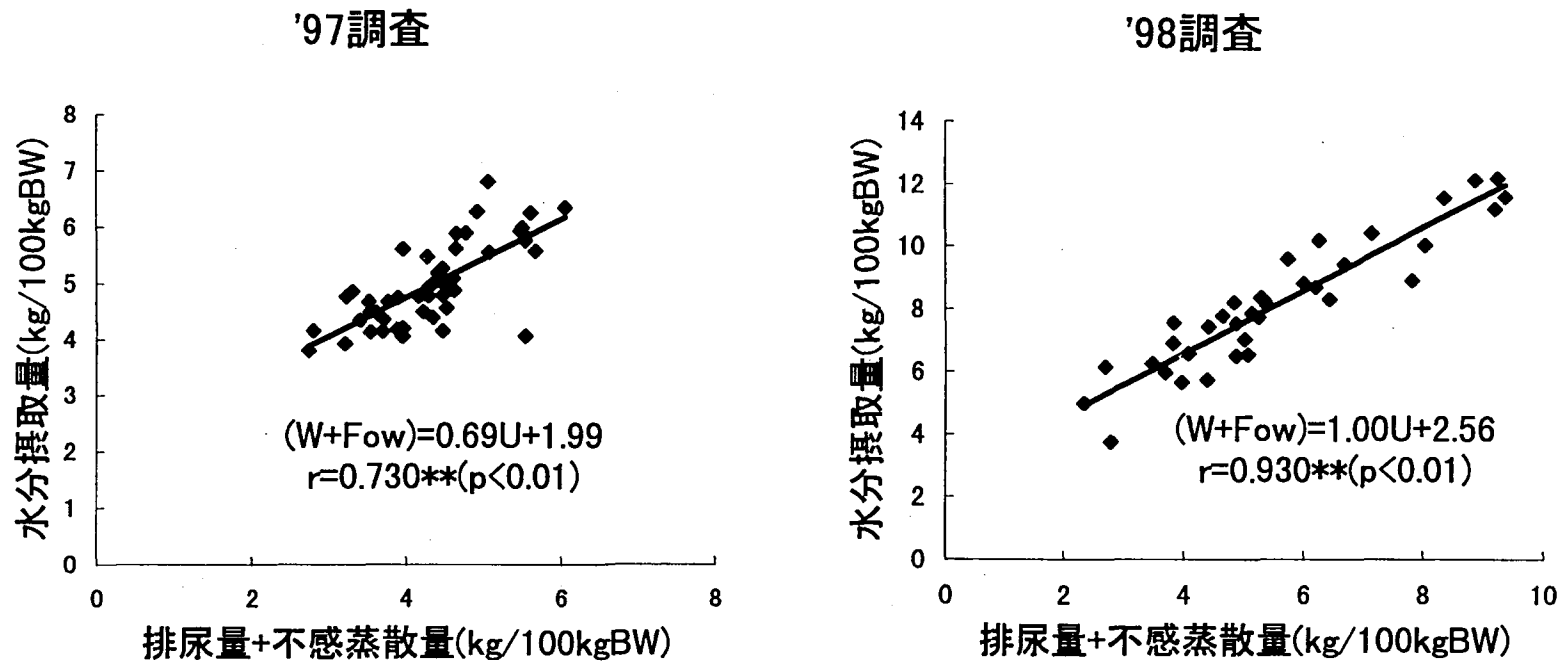 '97調査
8
7
6
5
4
3
2
1
0
水分摂取量(kg/100kgBW)
(W+Fow)=0.69U+1.99
r=0.730**(p<0.01)
0 2 4 6 8
排尿量+不感蒸散量(kg/100kgBW)
'98調査
14
12
10
8
6
4
2
0
水分摂取量(kg/100kgBW)
(W+Fow)=1.00U+2.56
r=0.930**(p<0.01)
0 2 4 6 8 10
排尿量+不感蒸散量(kg/100kgBW)